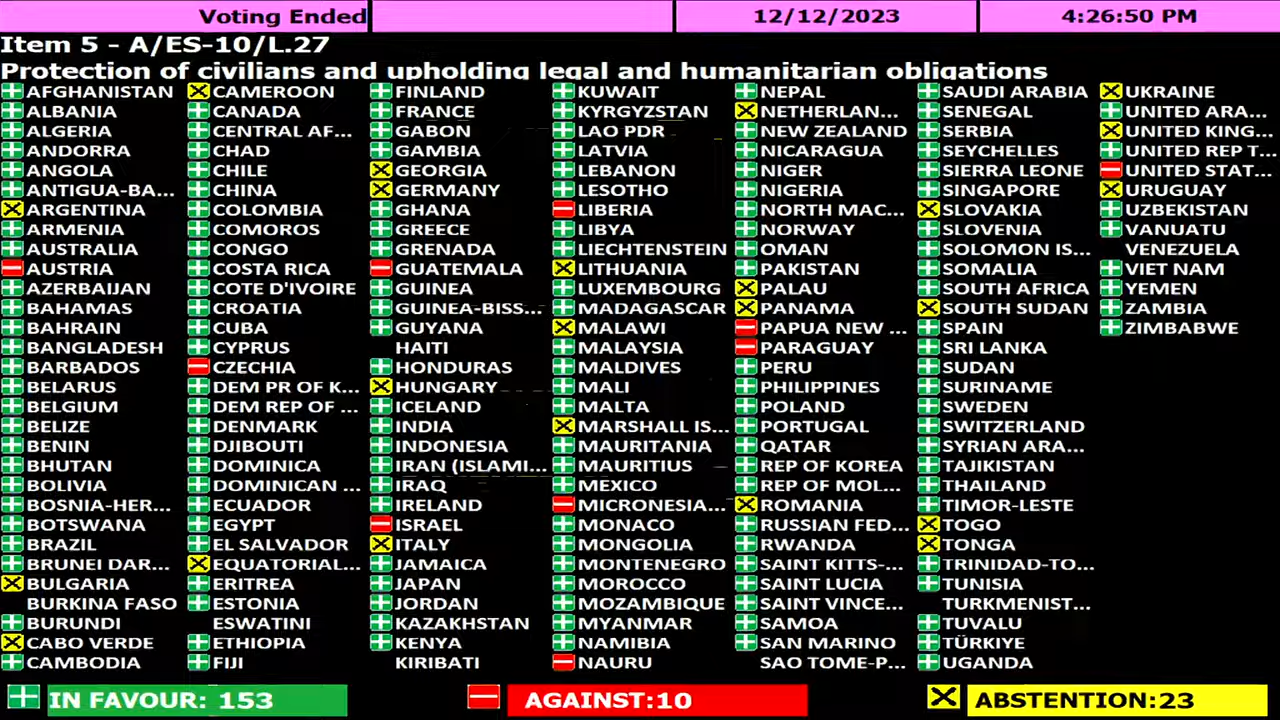 Voting Ended 12/12/2023 4:26:50 PM
Item 5 - A/ES-10/L.27
Protection of civilians and upholding legal and humanitarian obligations
AFGHANISTAN CAMEROON FINLAND KUWAIT NEPAL SAUDI ARABIA UKRAINE
ALBANIA CANADA FRANCE KYRGYZSTAN NETHERLAN... SENEGAL UNITED ARA...
ALGERIA CENTRAL AF... GABON LAO PDR NEW ZEALAND SERBIA UNITED KING...
ANDORRA CHAD GAMBIA LATVIA NICARAGUA SEYCHELLES UNITED REP T...
ANGOLA CHILE GEORGIA LEBANON NIGER SIERRA LEONE UNITED STAT...
ANTIGUA-BA... CHINA GERMANY LESOTHO NIGERIA SINGAPORE URUGUAY
ARGENTINA COLOMBIA GHANA LIBERIA NORTH MAC... SLOVAKIA UZBEKISTAN
ARMENIA COMOROS GREECE LIBYA NORWAY SLOVENIA VANUATU
AUSTRALIA CONGO GRENADA LIECHTENSTEIN OMAN SOLOMON IS... VENEZUELA
AUSTRIA COSTA RICA GUATEMALA LITHUANIA PAKISTAN SOMALIA VIET NAM
AZERBAIJAN COTE D'IVOIRE GUINEA LUXEMBOURG PALAU SOUTH AFRICA YEMEN
BAHAMAS CROATIA GUINEA-BISS... MADAGASCAR PANAMA SOUTH SUDAN ZAMBIA
BAHRAIN CUBA GUYANA MALAWI PAPUA NEW ... SPAIN ZIMBABWE
BANGLADESH CYPRUS HAITI MALAYSIA PARAGUAY SRI LANKA
BARBADOS CZECHIA HONDURAS MALDIVES PERU SUDAN
BELARUS DEM PR OF K... HUNGARY MALI PHILIPPINES SURINAME
BELGIUM DEM REP OF ... ICELAND MALTA POLAND SWEDEN
BELIZE DENMARK INDIA MARSHALL IS... PORTUGAL SWITZERLAND
BENIN DJIBOUTI INDONESIA MAURITANIA QATAR SYRIAN ARA...
BHUTAN DOMINICA IRAN (ISLAMI... MAURITIUS REP OF KOREA TAJIKISTAN
BOLIVIA DOMINICAN ... IRAQ MEXICO REP OF MOL... THAILAND
BOSNIA-HER... ECUADOR IRELAND MICRONESIA... ROMANIA TIMOR-LESTE
BOTSWANA EGYPT ISRAEL MONACO RUSSIAN FED... TOGO
BRAZIL EL SALVADOR ITALY MONGOLIA RWANDA TONGA
BRUNEI DAR... EQUATORIAL... JAMAICA MONTENEGRO SAINT KITTS-... TRINIDAD-TO...
BULGARIA ERITREA JAPAN MOROCCO SAINT LUCIA TUNISIA
BURKINA FASO ESTONIA JORDAN MOZAMBIQUE SAINT VINCE... TURKMENIST...
BURUNDI ESWATINI KAZAKHSTAN MYANMAR SAMOA TUVALU
CABO VERDE ETHIOPIA KENYA NAMIBIA SAN MARINO TÜRKIYE
CAMBODIA FIJI KIRIBATI NAURU SAO TOME-P... UGANDA
IN FAVOUR: 153 AGAINST:10 ABSTENTION:23